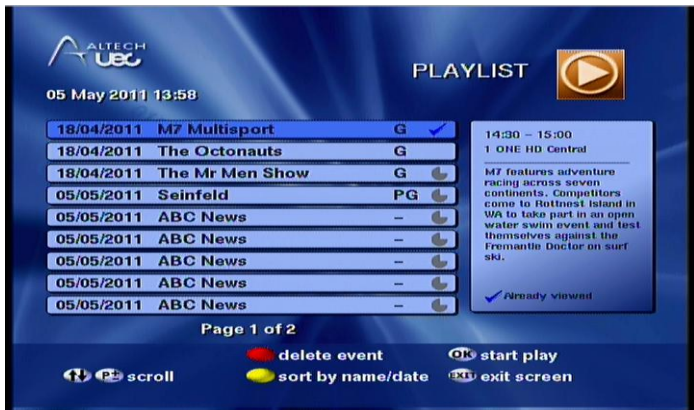 ALTECH
UEC
PLAYLIST
05 May 2011 13:58
18/04/2011 M7 Multisport G
18/04/2011 The Octonauts G
18/04/2011 The Mr Men Show G
05/05/2011 Seinfeld PG
05/05/2011 ABC News –
05/05/2011 ABC News –
05/05/2011 ABC News –
05/05/2011 ABC News –
05/05/2011 ABC News –
Page 1 of 2
14:30 – 15:00
1 ONE HD Central
M7 features adventure
racing across seven
continents. Competitors
come to Rottnest Island in
WA to take part in an open
water swim event and test
themselves against the
Fremantle Doctor on surf
ski.
Already viewed
delete event
OK start play
P± scroll
sort by name/date
EXIT exit screen